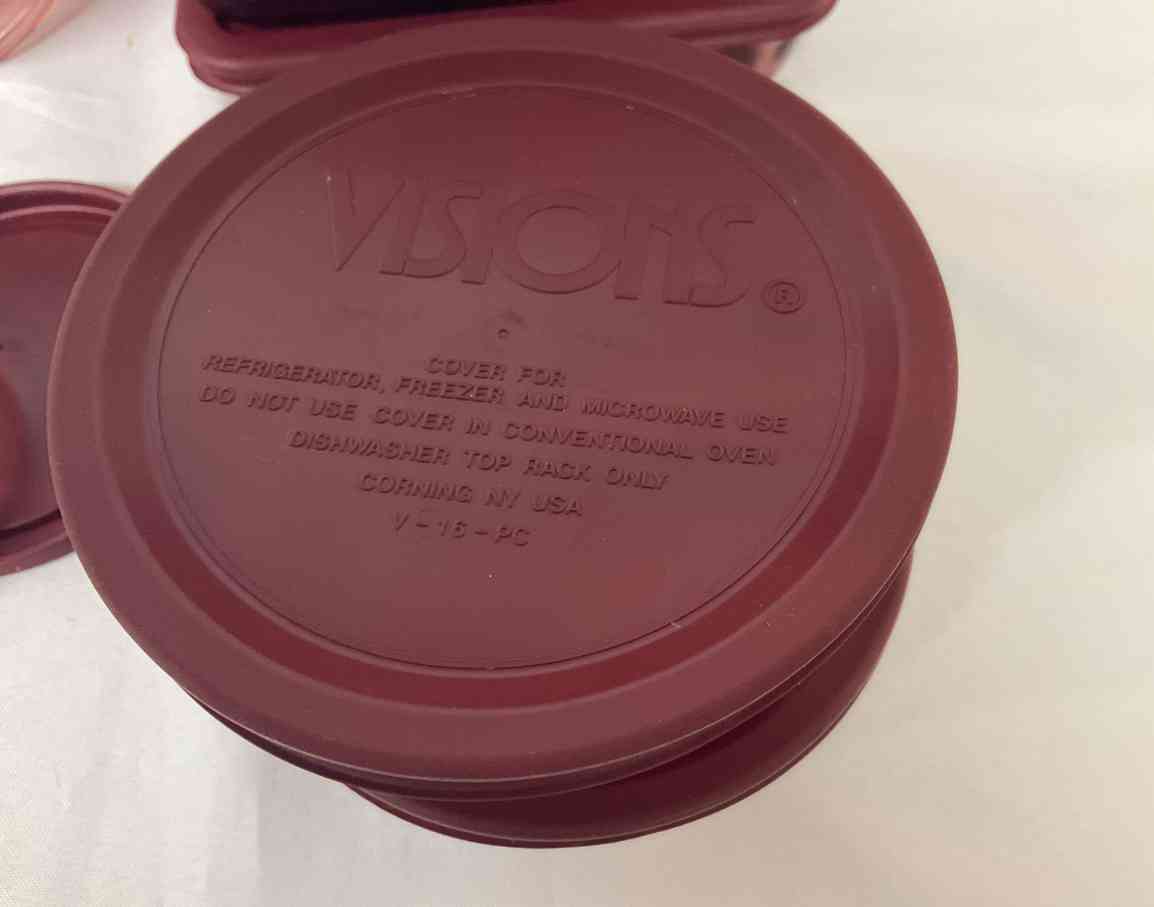 VISIONS®
C
COVER FOR
REFRIGERATOR, FREEZER AND MICROWAVE USE
DO NOT USE COVER IN CONVENTIONAL OVEN
DISHWASHER TOP RACK ONLY
CORNING NY USA
V-16-PC